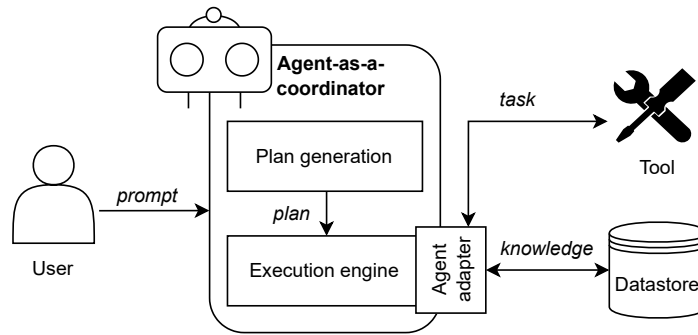 Agent-as-a-
coordinator
task
Plan generation
Tool
prompt
plan
User
Execution engine
Agent
adapter
knowledge
Datastore